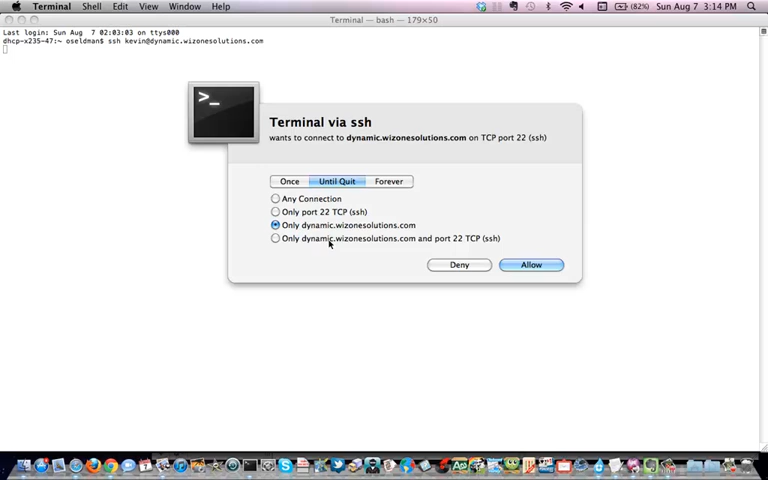 Terminal Shell Edit View Window Help (82%) Sun Aug 7 3:14 PM
Terminal — bash — 179×50
Last login: Sun Aug  7 02:03:03 on ttys000
dhcp-x235-47:~ oseldman$ ssh kevin@dynamic.wizonesolutions.com
>_
Terminal via ssh
wants to connect to dynamic.wizonesolutions.com on TCP port 22 (ssh)
Once Until Quit Forever
Any Connection
Only port 22 TCP (ssh)
Only dynamic.wizonesolutions.com
Only dynamic.wizonesolutions.com and port 22 TCP (ssh)
Deny Allow